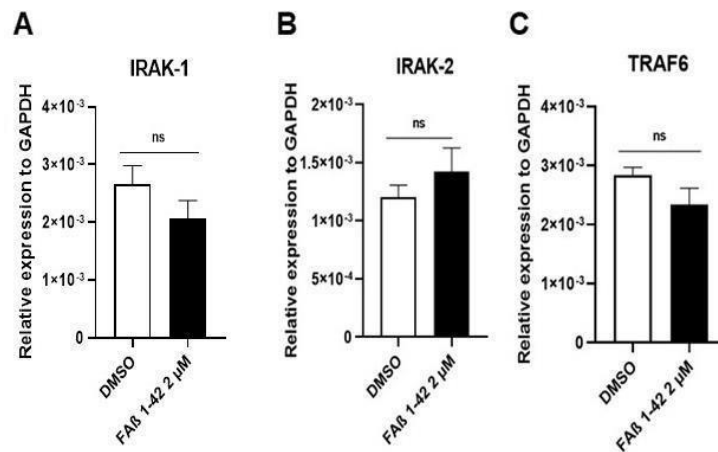 A
IRAK-1
Relative expression to GAPDH
4×10⁻³
3×10⁻³
2×10⁻³
1×10⁻³
0
ns
DMSO
FAß 1-42 2 µM
B
IRAK-2
Relative expression to GAPDH
2×10⁻³
1.5×10⁻³
1×10⁻³
5×10⁻⁴
0
ns
DMSO
FAß 1-42 2 µM
C
TRAF6
Relative expression to GAPDH
4×10⁻³
3×10⁻³
2×10⁻³
1×10⁻³
0
ns
DMSO
FAß 1-42 2 µM